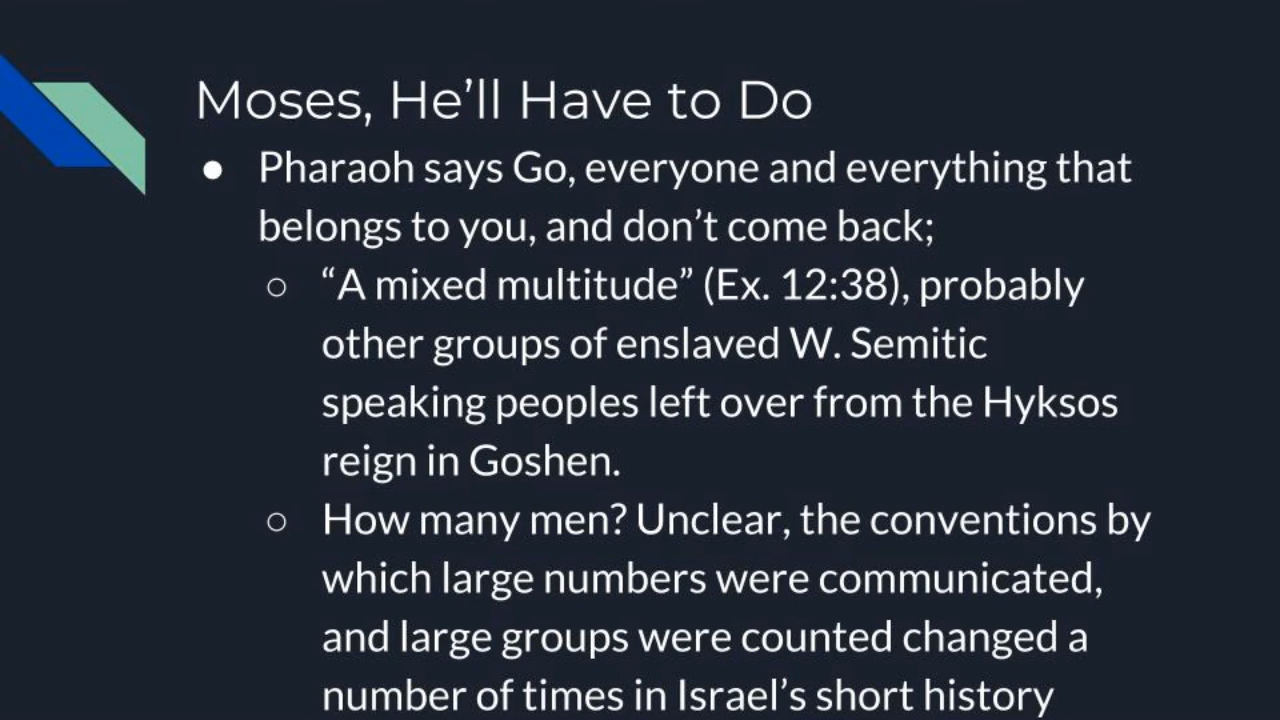 Moses, He’ll Have to Do
● Pharaoh says Go, everyone and everything that
belongs to you, and don’t come back;
○ “A mixed multitude” (Ex. 12:38), probably
other groups of enslaved W. Semitic
speaking peoples left over from the Hyksos
reign in Goshen.
○ How many men? Unclear, the conventions by
which large numbers were communicated,
and large groups were counted changed a
number of times in Israel’s short history